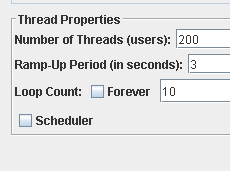 Thread Properties
Number of Threads (users): 200
Ramp-Up Period (in seconds): 3
Loop Count: Forever 10
Scheduler